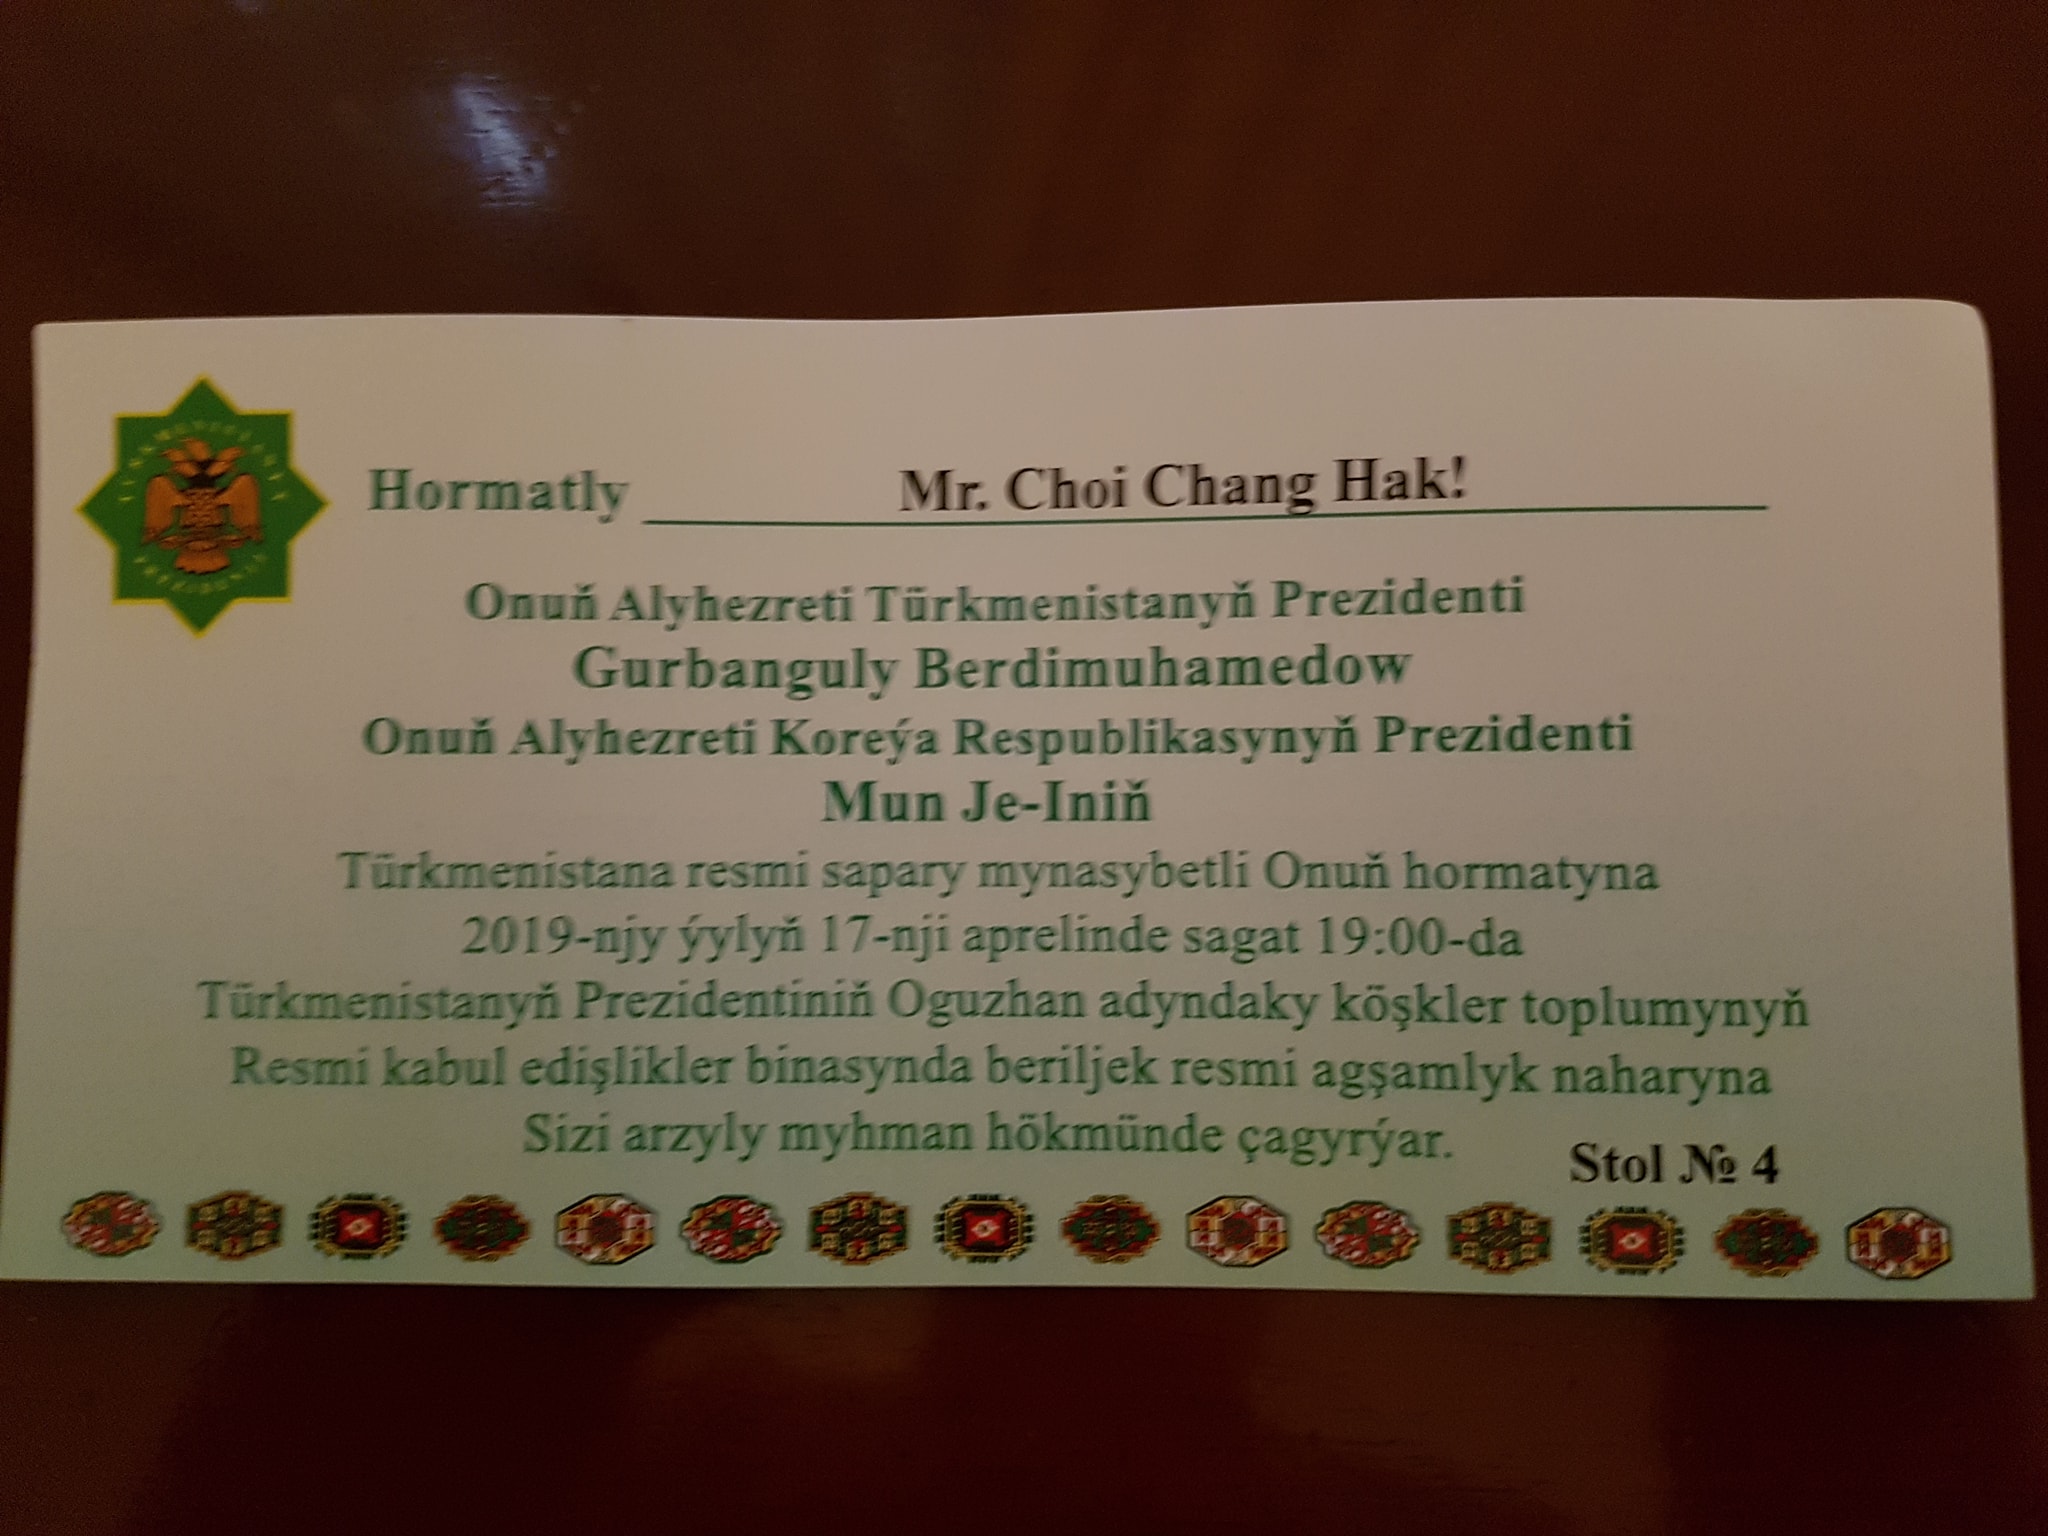 TÜRKMENISTANYŇ
PREZIDENTI
Hormatly Mr. Choi Chang Hak!
Onuň Alyhezreti Türkmenistanyň Prezidenti
Gurbanguly Berdimuhamedow
Onuň Alyhezreti Koreýa Respublikasynyň Prezidenti
Mun Je-Iniň
Türkmenistana resmi sapary mynasybetli Onuň hormatyna
2019-njy ýylyň 17-nji aprelinde sagat 19:00-da
Türkmenistanyň Prezidentiniň Oguzhan adyndaky köşkler toplumynyň
Resmi kabul edişlikler binasynda beriljek resmi agşamlyk naharyna
Sizi arzyly myhman hökmünde çagyrýar.
Stol № 4